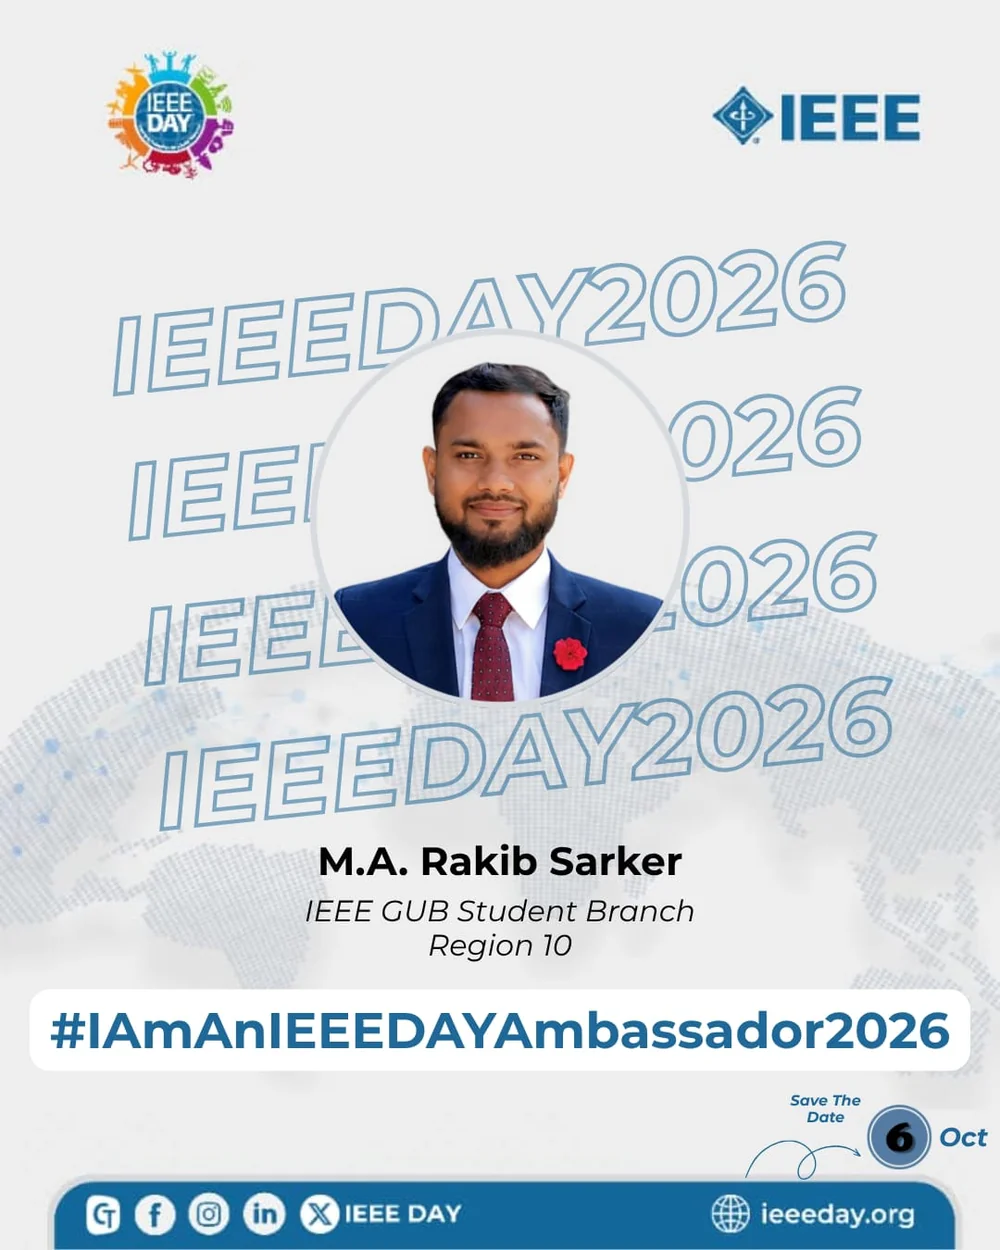 IEEE
DAY
IEEE
IEEEDAY2026
IEEE 026
IEEE 2026
IEEEDAY2026
M.A. Rakib Sarker
IEEE GUB Student Branch
Region 10
#IAmAnIEEEDAYAmbassador2026
Save The
Date
6 Oct
IEEE DAY
ieeeday.org